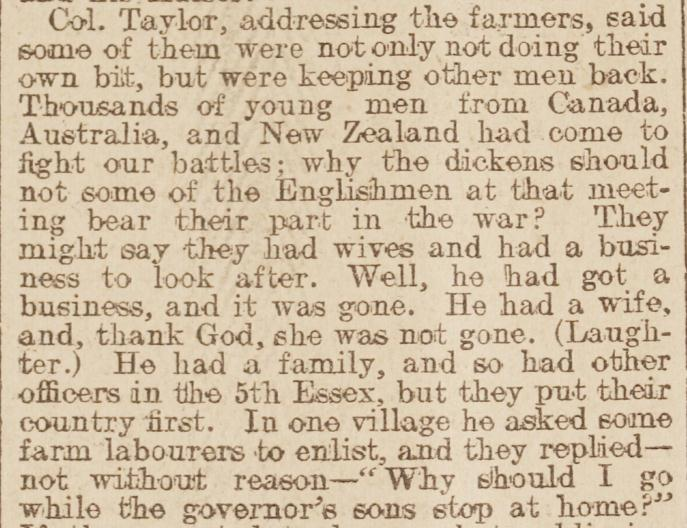 Col. Taylor, addressing the farmers, said
some of them were not only not doing their
own bit, but were keeping other men back.
Thousands of young men from Canada,
Australia, and New Zealand had come to
fight our battles; why the dickens should
not some of the Englishmen at that meet-
ing bear their part in the war? They
might say they had wives and had a busi-
ness to look after. Well, he had got a
business, and it was gone. He had a wife,
and, thank God, she was not gone. (Laugh-
ter.) He had a family, and so had other
officers in the 5th Essex, but they put their
country first. In one village he asked some
farm labourers to enlist, and they replied—
not without reason—"Why should I go
while the governor's sons stop at home?"